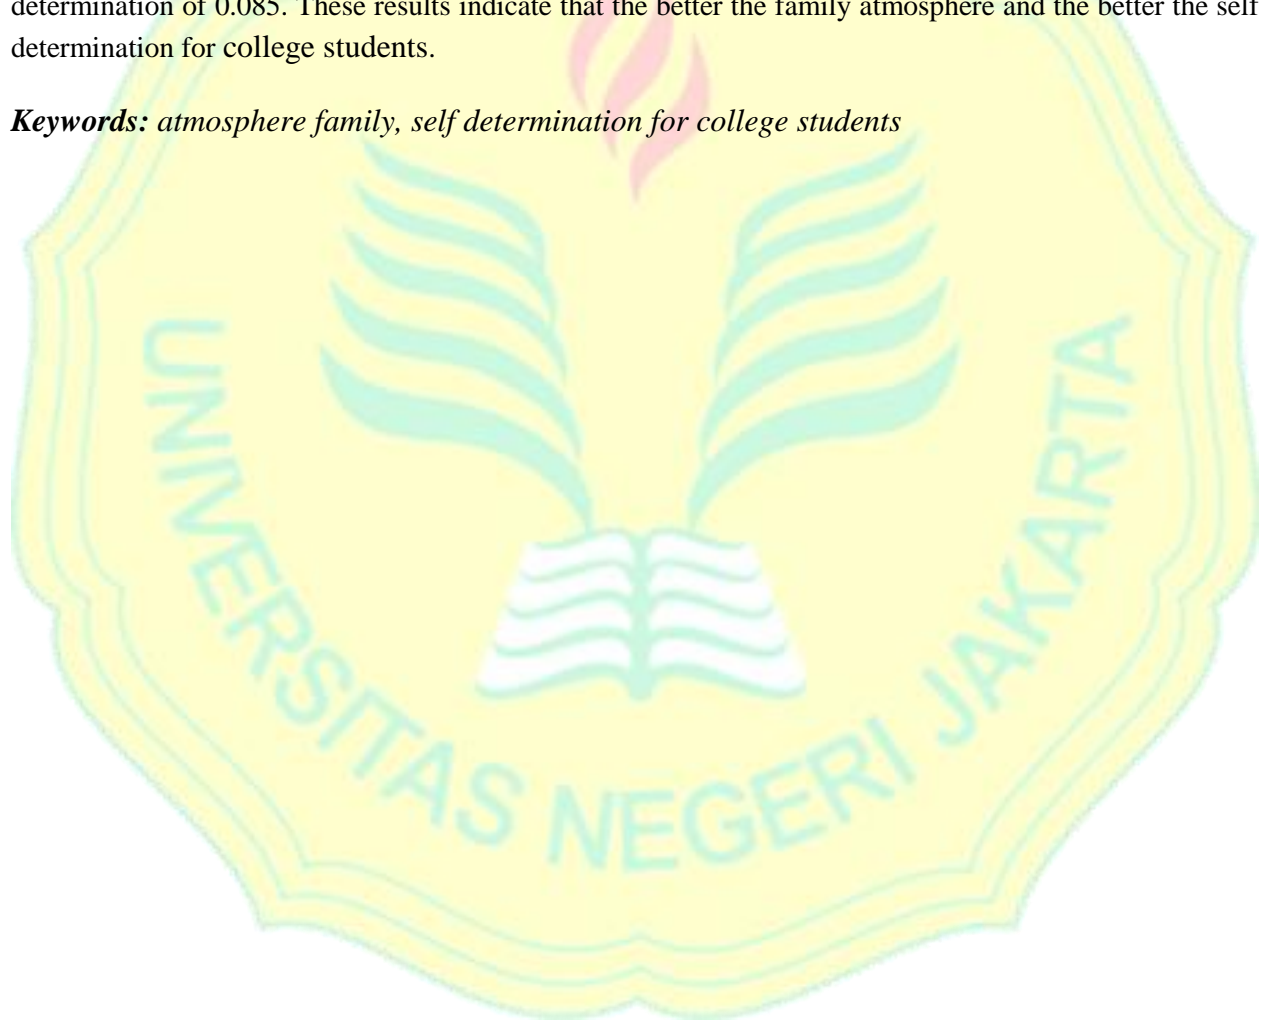 determination of 0.085. These results indicate that the better the family atmosphere and the better the self
determination for college students.
Keywords: atmosphere family, self determination for college students
UNIVERSITAS NEGERI JAKARTA